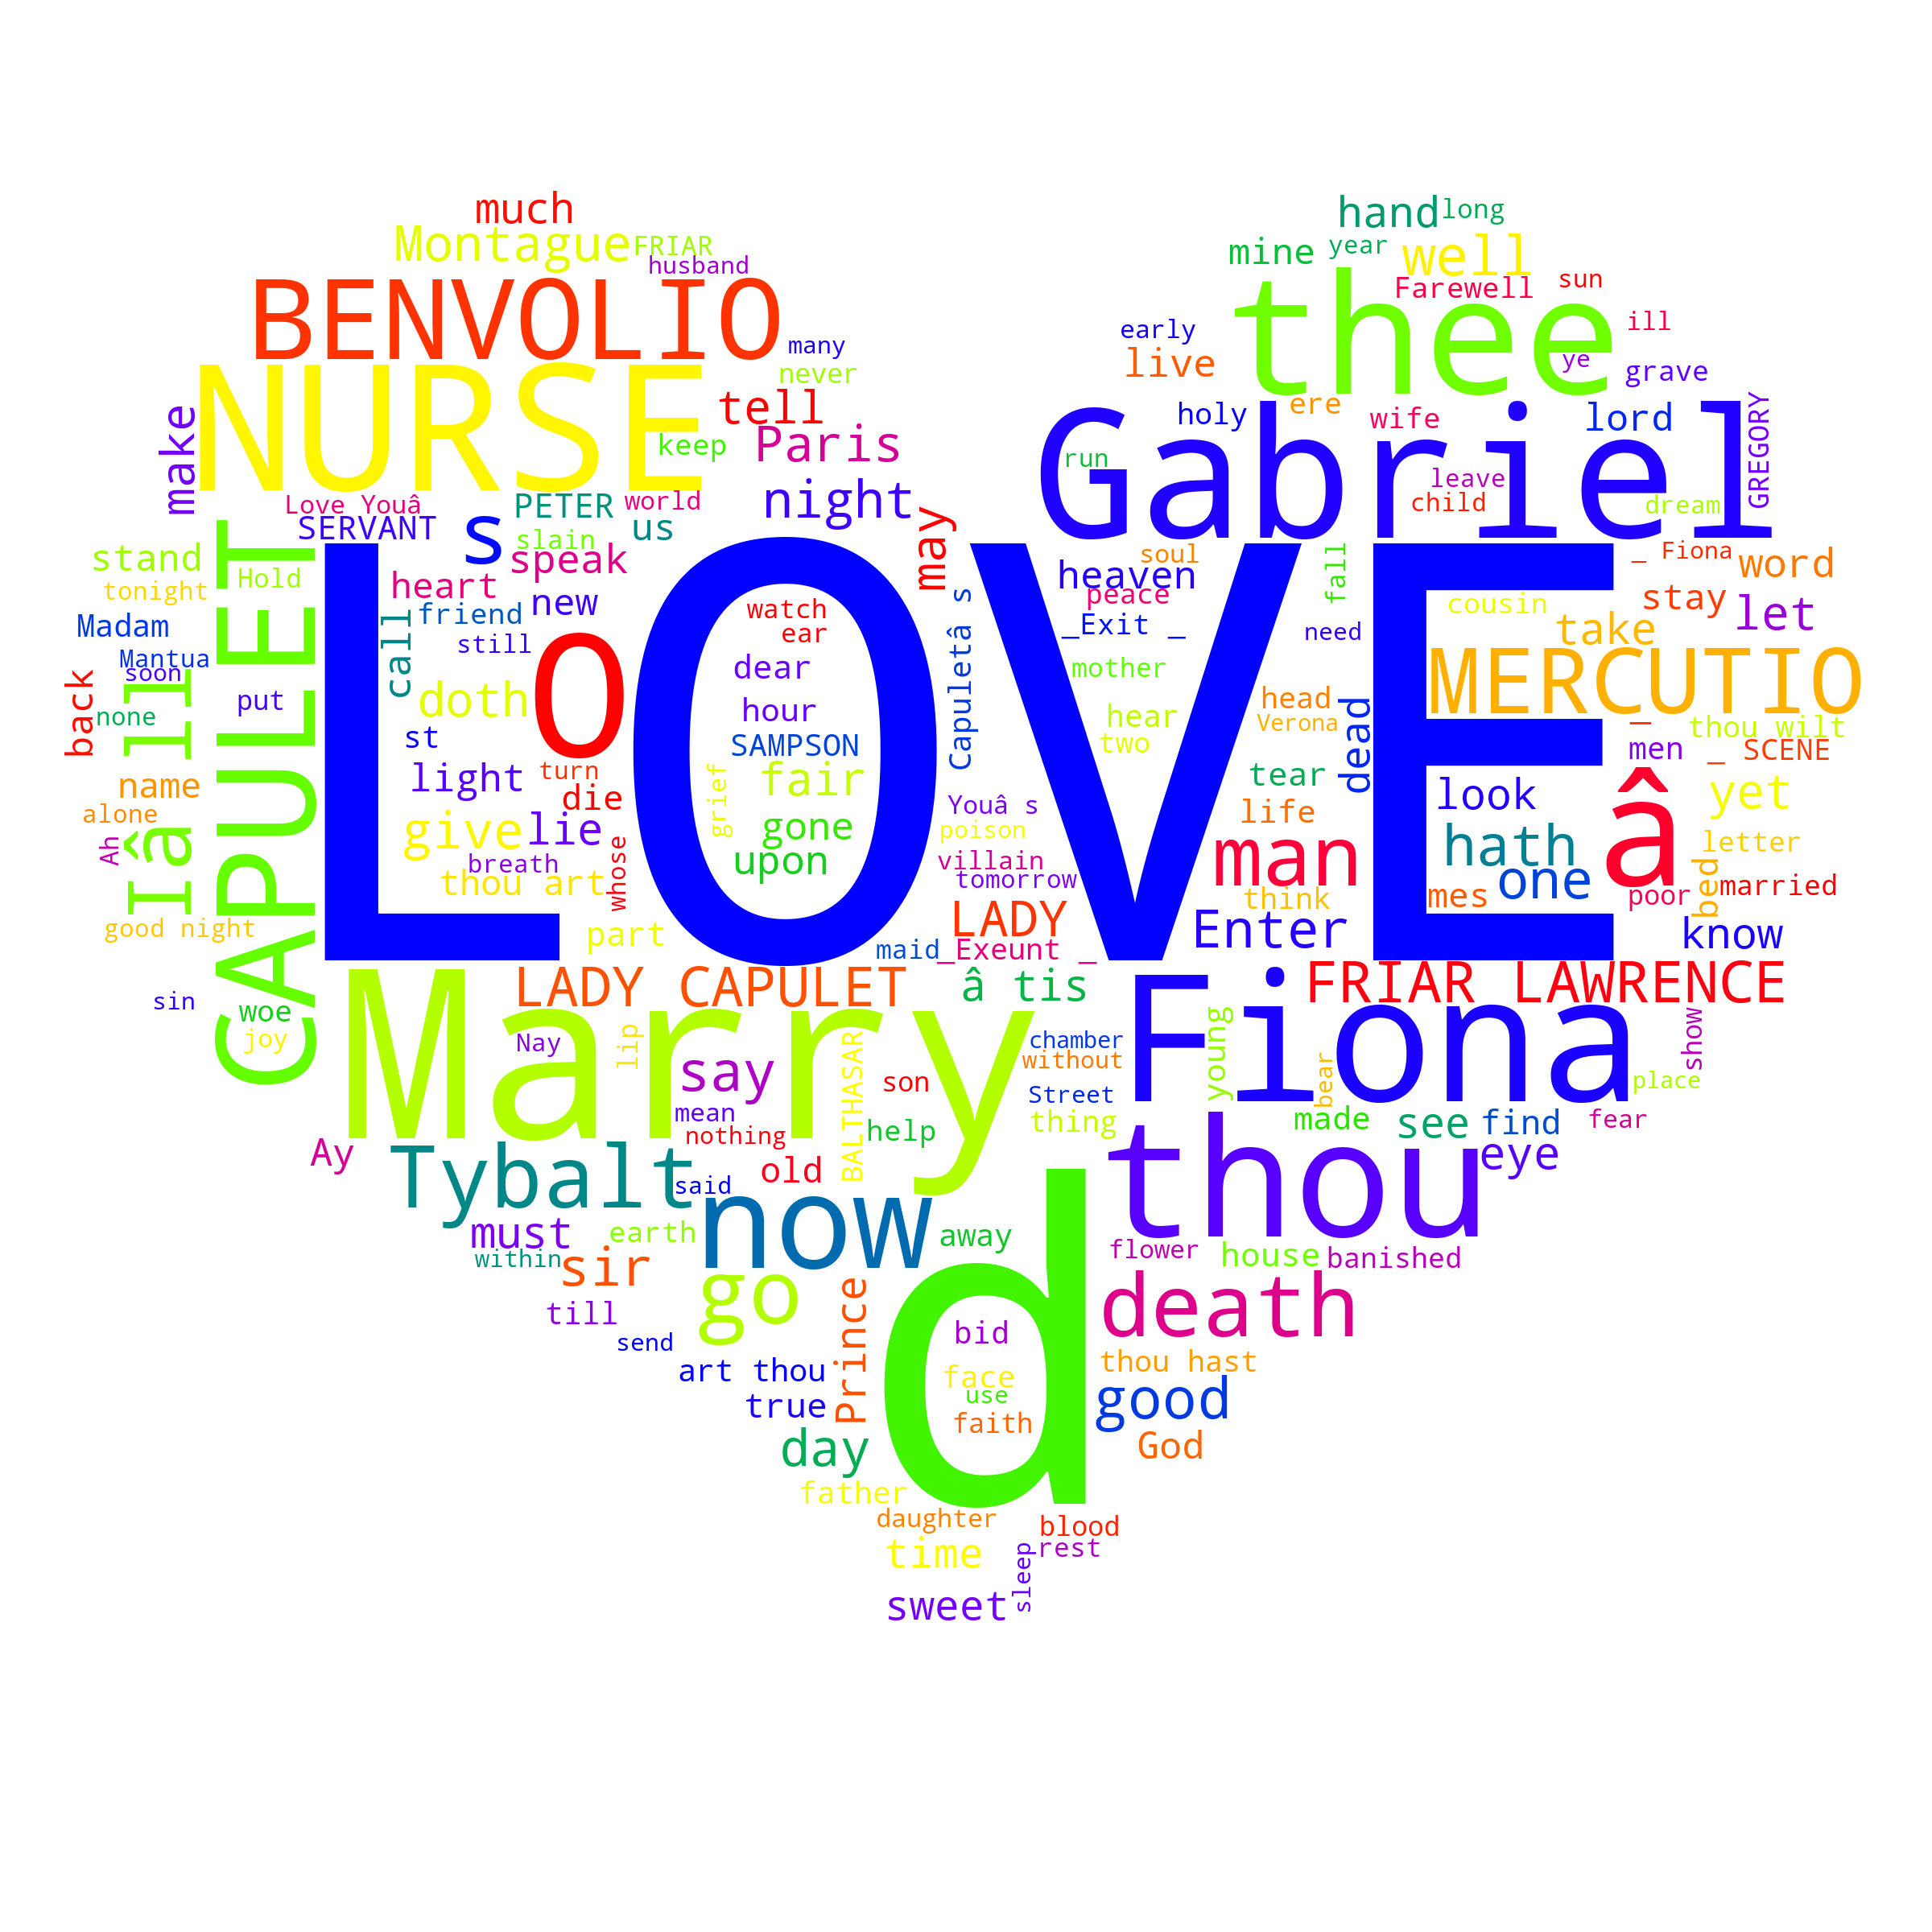 much
hand long
Montague FRIAR
mine year well
husband
BENVOLIO
thee
Farewell sun
many
early
ill
never
live
ye grave
NURSE
tell
holy ere wife lord
make
keep Paris
Gabriel
run
leave
GREGORY
Love Youâ PETER world night
child dream
SERVANT s us
may
stand slain speak
LOVE
soul fall _ Fiona word
tonight Hold heart
heaven
CAPULET
friend new watch
Capuletâ s
peace cousin stay let
Madam call still ear
_Exit _ need take
Mantua
soon
O dear mother
MERCUTIO
back
Iâ ll
put doth hour
head dead
none
hear Verona _ thou wilt
st SAMPSON two men _ SCENE
name light turn grief fair tear
look â yet
alone die
Youâ s life
give lie gone poison
hath letter
Ah breath whose upon villain man
one bed
thou art tomorrow think mes poor married
good night part
LADY Enter know
maid _Exeunt _
sin
LADY CAPULET â tis
FRIAR LAWRENCE
woe
Marry
Fiona
joy Nay lip
BALTHASAR
chamber young show
say son without bear place
mean Street
nothing help thing made see find fear
Ay
Tybalt
old
thou
eye
said
now
must earth away
within
sir
d
flower house banished
go
Prince
death
till
send bid
art thou face thou hast
true use good
faith
day God
father
daughter blood
time sleep rest
sweet